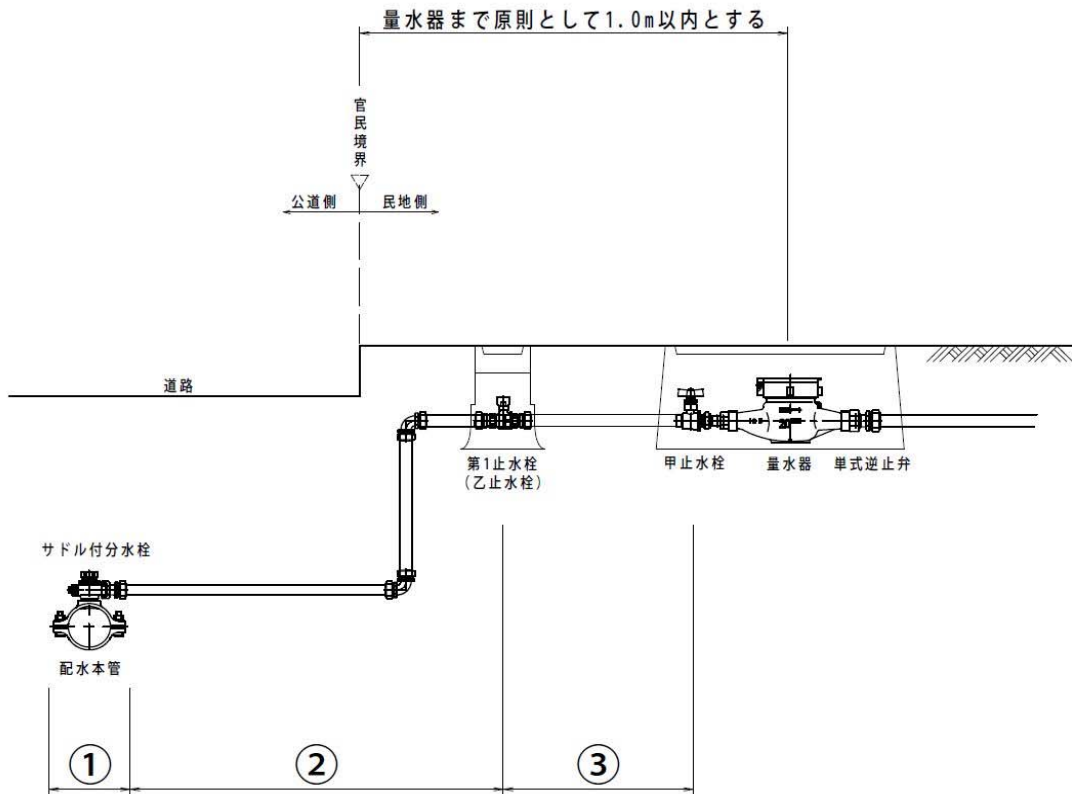 量水器まで原則として1.0m以内とする
官民境界
公道側
民地側
道路
第1止水栓
(乙止水栓)
甲止水栓
量水器
単式逆止弁
サドル付分水栓
配水本管
20
①
②
③